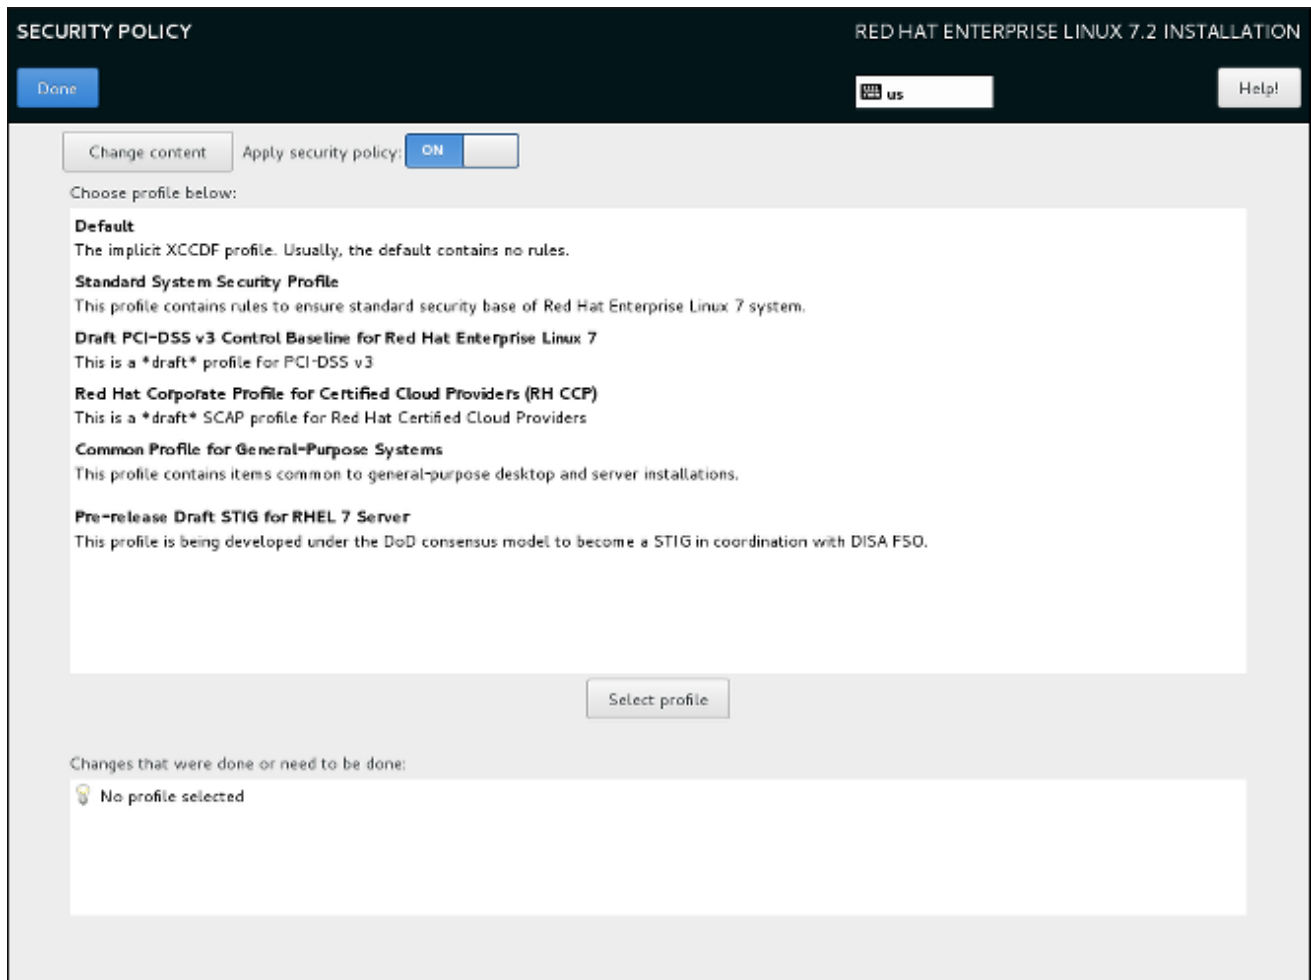 SECURITY POLICY
RED HAT ENTERPRISE LINUX 7.2 INSTALLATION
Done
us
Help!
Change content
Apply security policy:
ON
Choose profile below:
Default
The implicit XCCDF profile. Usually, the default contains no rules.
Standard System Security Profile
This profile contains rules to ensure standard security base of Red Hat Enterprise Linux 7 system.
Draft PCI-DSS v3 Control Baseline for Red Hat Enterprise Linux 7
This is a *draft* profile for PCI-DSS v3
Red Hat Corporate Profile for Certified Cloud Providers (RH CCP)
This is a *draft* SCAP profile for Red Hat Certified Cloud Providers
Common Profile for General-Purpose Systems
This profile contains items common to general-purpose desktop and server installations.
Pre-release Draft STIG for RHEL 7 Server
This profile is being developed under the DoD consensus model to become a STIG in coordination with DISA FSO.
Select profile
Changes that were done or need to be done:
No profile selected